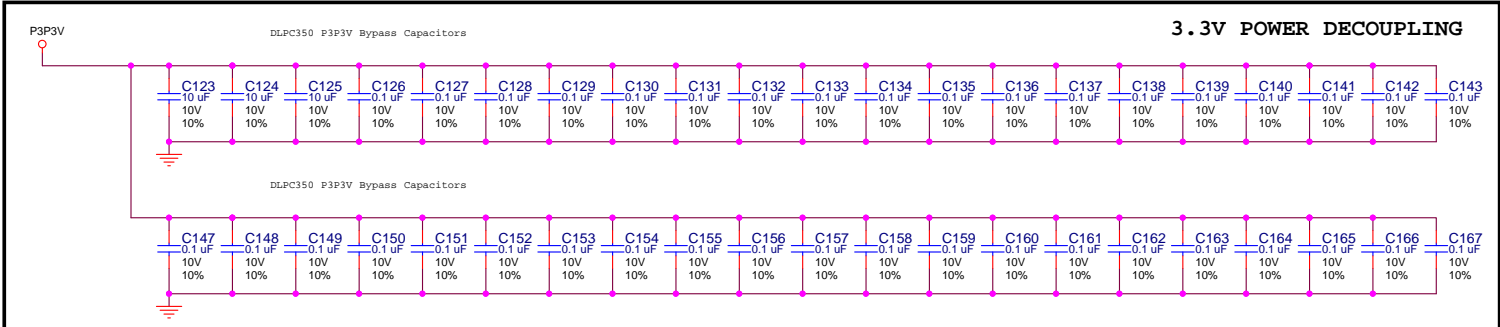 3.3V POWER DECOUPLING
P3P3V
DLPC350 P3P3V Bypass Capacitors
C123 C124 C125 C126 C127 C128 C129 C130 C131 C132 C133 C134 C135 C136 C137 C138 C139 C140 C141 C142 C143
10 uF 10 uF 10 uF 0.1 uF 0.1 uF 0.1 uF 0.1 uF 0.1 uF 0.1 uF 0.1 uF 0.1 uF 0.1 uF 0.1 uF 0.1 uF 0.1 uF 0.1 uF 0.1 uF 0.1 uF 0.1 uF 0.1 uF 0.1 uF
10V 10V 10V 10V 10V 10V 10V 10V 10V 10V 10V 10V 10V 10V 10V 10V 10V 10V 10V 10V 10V
10% 10% 10% 10% 10% 10% 10% 10% 10% 10% 10% 10% 10% 10% 10% 10% 10% 10% 10% 10% 10%
DLPC350 P3P3V Bypass Capacitors
C147 C148 C149 C150 C151 C152 C153 C154 C155 C156 C157 C158 C159 C160 C161 C162 C163 C164 C165 C166 C167
0.1 uF 0.1 uF 0.1 uF 0.1 uF 0.1 uF 0.1 uF 0.1 uF 0.1 uF 0.1 uF 0.1 uF 0.1 uF 0.1 uF 0.1 uF 0.1 uF 0.1 uF 0.1 uF 0.1 uF 0.1 uF 0.1 uF 0.1 uF 0.1 uF
10V 10V 10V 10V 10V 10V 10V 10V 10V 10V 10V 10V 10V 10V 10V 10V 10V 10V 10V 10V 10V
10% 10% 10% 10% 10% 10% 10% 10% 10% 10% 10% 10% 10% 10% 10% 10% 10% 10% 10% 10% 10%